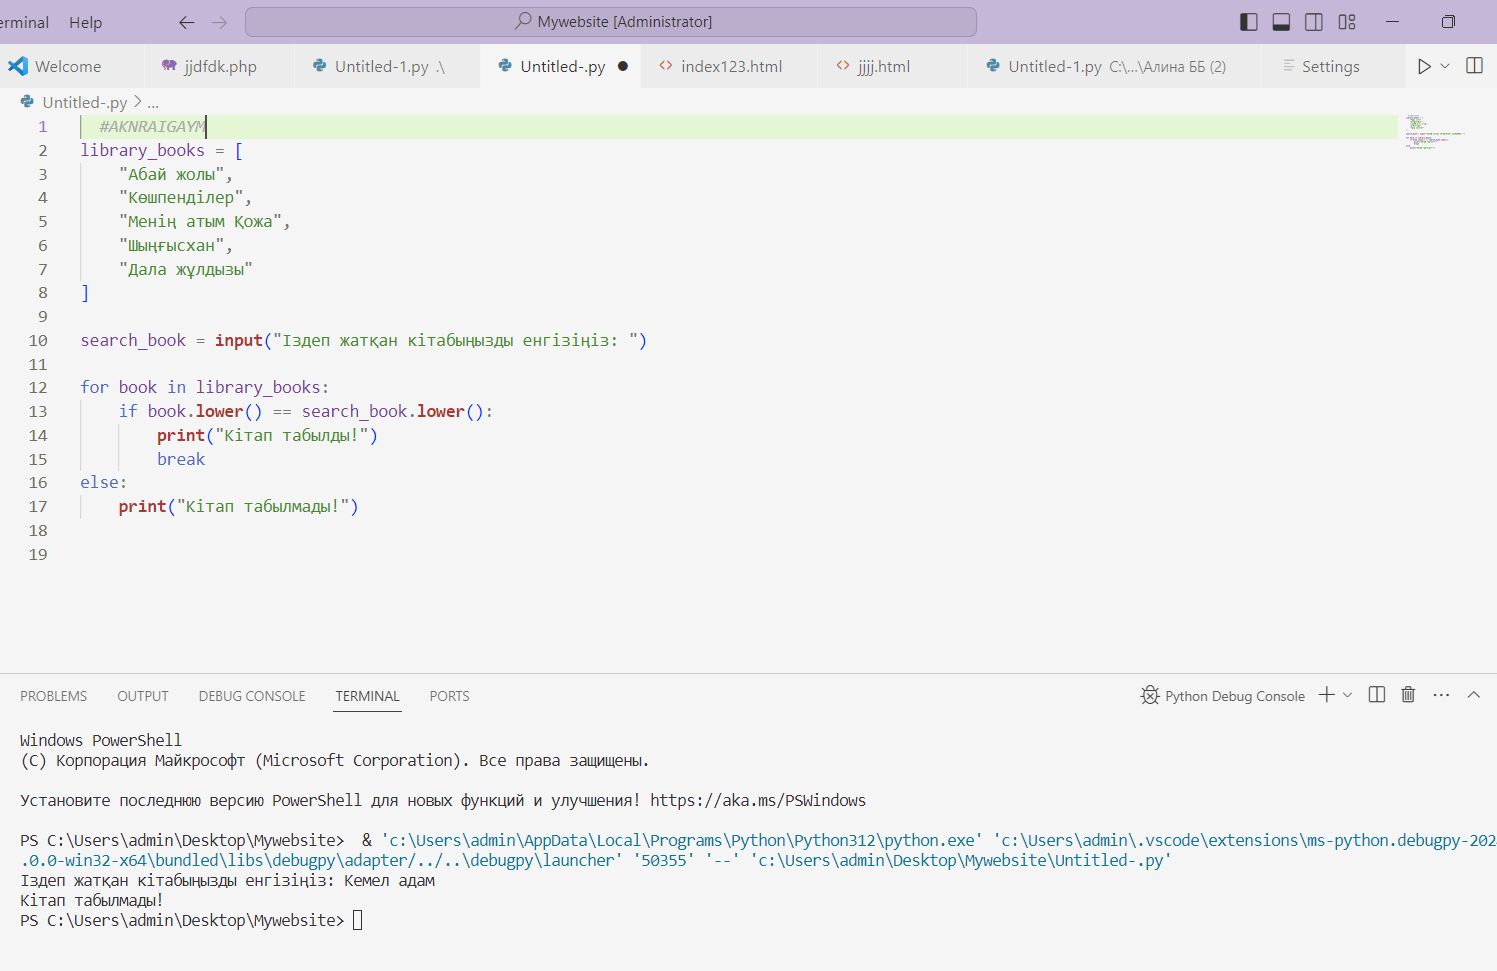 erminal Help Mywebsite [Administrator]
Welcome jjdfdk.php Untitled-1.py .\ Untitled-.py index123.html jjjj.html Untitled-1.py C:\...\Алина ББ (2) Settings
Untitled-.py > ...
1 #AKNRAIGAYM
2 library_books = [
3 "Абай жолы",
4 "Көшпенділер",
5 "Менің атым Қожа",
6 "Шыңғысхан",
7 "Дала жұлдызы"
8 ]
9
10 search_book = input("Іздеп жатқан кітабыңызды енгізіңіз: ")
11
12 for book in library_books:
13 if book.lower() == search_book.lower():
14 print("Кітап табылды!")
15 break
16 else:
17 print("Кітап табылмады!")
18
19
PROBLEMS OUTPUT DEBUG CONSOLE TERMINAL PORTS Python Debug Console
Windows PowerShell
(C) Корпорация Майкрософт (Microsoft Corporation). Все права защищены.
Установите последнюю версию PowerShell для новых функций и улучшения! https://aka.ms/PSWindows
PS C:\Users\admin\Desktop\Mywebsite> & 'c:\Users\admin\AppData\Local\Programs\Python\Python312\python.exe' 'c:\Users\admin\.vscode\extensions\ms-python.debugpy-202
.0.0-win32-x64\bundled\libs\debugpy\adapter/../..\debugpy\launcher' '50355' '--' 'c:\Users\admin\Desktop\Mywebsite\Untitled-.py'
Іздеп жатқан кітабыңызды енгізіңіз: Кемел адам
Кітап табылмады!
PS C:\Users\admin\Desktop\Mywebsite>